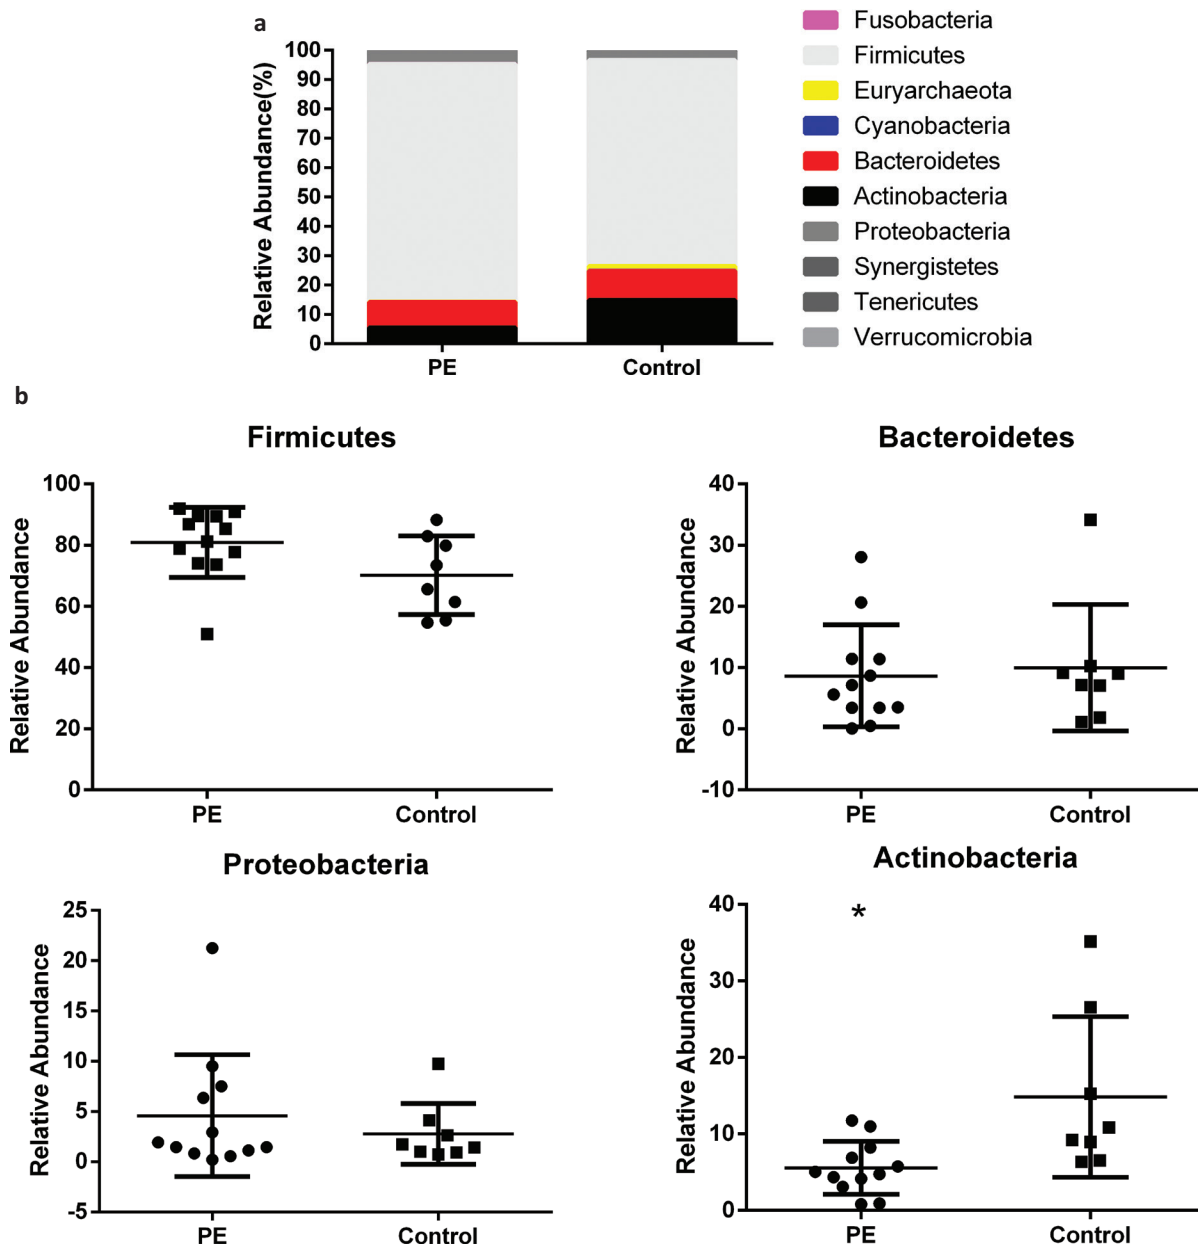 a
Relative Abundance(%)
100
90
80
70
60
50
40
30
20
10
0
PE
Control
Fusobacteria
Firmicutes
Euryarchaeota
Cyanobacteria
Bacteroidetes
Actinobacteria
Proteobacteria
Synergistetes
Tenericutes
Verrucomicrobia
b
Firmicutes
Relative Abundance
100
80
60
40
20
0
PE
Control
Bacteroidetes
Relative Abundance
40
30
20
10
0
-10
PE
Control
Proteobacteria
Relative Abundance
25
20
15
10
5
0
-5
PE
Control
Actinobacteria
Relative Abundance
40
30
20
10
0
*
PE
Control